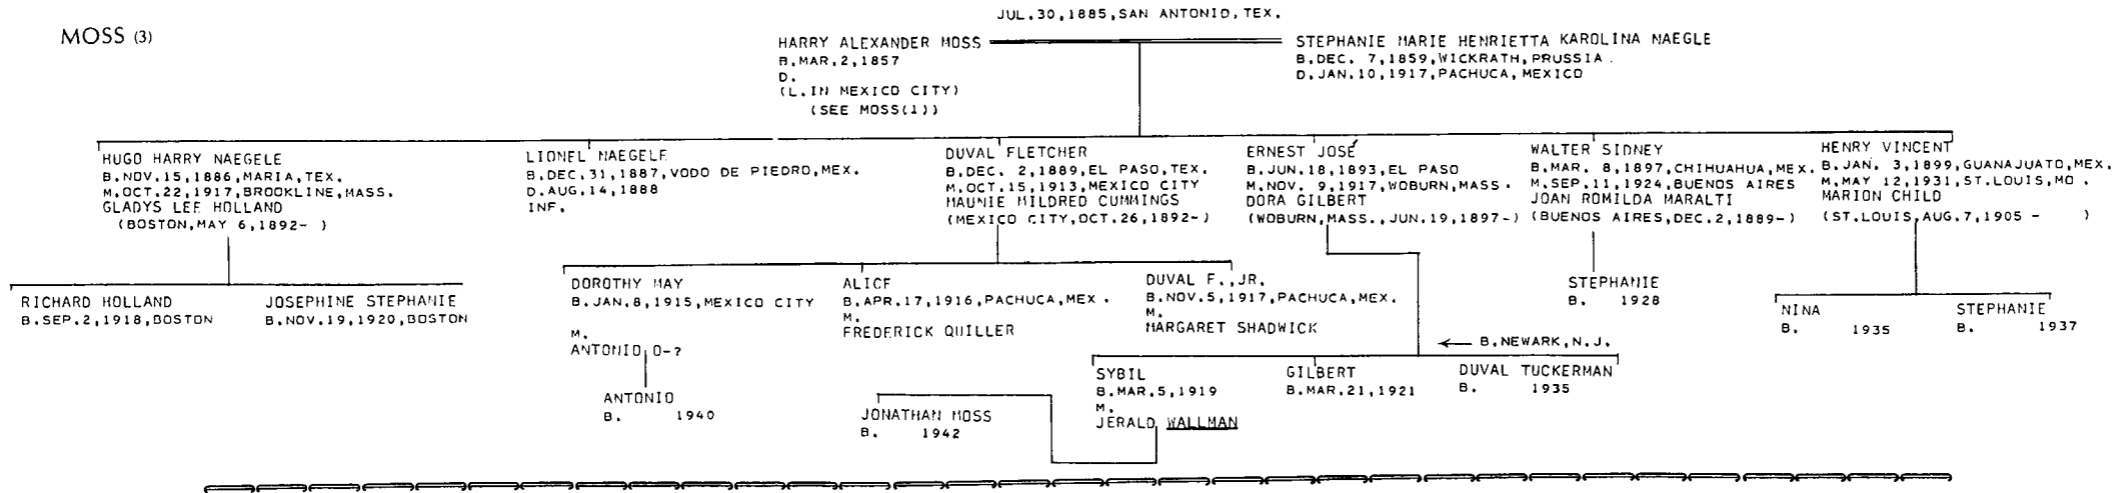 MOSS (3)
JUL.30,1885,SAN ANTONIO,TEX.
HARRY ALEXANDER MOSS
B.MAR.2,1857
D.
(L.IN MEXICO CITY)
(SEE MOSS(1))
STEPHANIE MARIE HENRIETTA KAROLINA NAEGLE
B.DEC. 7,1859,WICKRATH,PRUSSIA.
D.JAN.10,1917,PACHUCA,MEXICO
HUGO HARRY NAEGELE
B.NOV.15,1886,MARIA,TEX.
M.OCT.22,1917,BROOKLINE,MASS.
GLADYS LEE HOLLAND
(BOSTON,MAY 6,1892- )
LIONEL NAEGELE
B.DEC.31,1887,VODO DE PIEDRO,MEX.
D.AUG.14,1888
INF.
DUVAL FLETCHER
B.DEC. 2,1889,EL PASO,TEX.
M.OCT.15,1913,MEXICO CITY
MAUNIE MILDRED CUMMINGS
(MEXICO CITY,OCT.26,1892-)
ERNEST JOSÉ
B.JUN.18,1893,EL PASO
M.NOV. 9,1917,WOBURN,MASS.
DORA GILBERT
(WOBURN,MASS.,JUN.19,1897-)
WALTER SIDNEY
B.MAR. 8,1897,CHIHUAHUA,MEX.
M.SEP.11,1924,BUENOS AIRES
JOAN ROMILDA MARALTI
(BUENOS AIRES,DEC.2,1889-)
HENRY VINCENT
B.JAN. 3,1899,GUANAJUATO,MEX.
M.MAY 12,1931,ST.LOUIS,MO.
MARION CHILD
(ST.LOUIS,AUG.7,1905 - )
RICHARD HOLLAND
B.SEP.2,1918,BOSTON
JOSEPHINE STEPHANIE
B.NOV.19,1920,BOSTON
DOROTHY MAY
B.JAN.8,1915,MEXICO CITY
M.
ANTONIO O-?
ALICE
B.APR.17,1916,PACHUCA,MEX.
M.
FREDERICK QUILLER
DUVAL F.,JR.
B.NOV.5,1917,PACHUCA,MEX.
M.
MARGARET SHADWICK
STEPHANIE
B. 1928
NINA
B. 1935
STEPHANIE
B. 1937
← B.NEWARK,N.J.
SYBIL
B.MAR.5,1919
M.
JERALD WALLMAN
GILBERT
B.MAR.21,1921
DUVAL TUCKERMAN
B. 1935
ANTONIO
B. 1940
JONATHAN MOSS
B. 1942